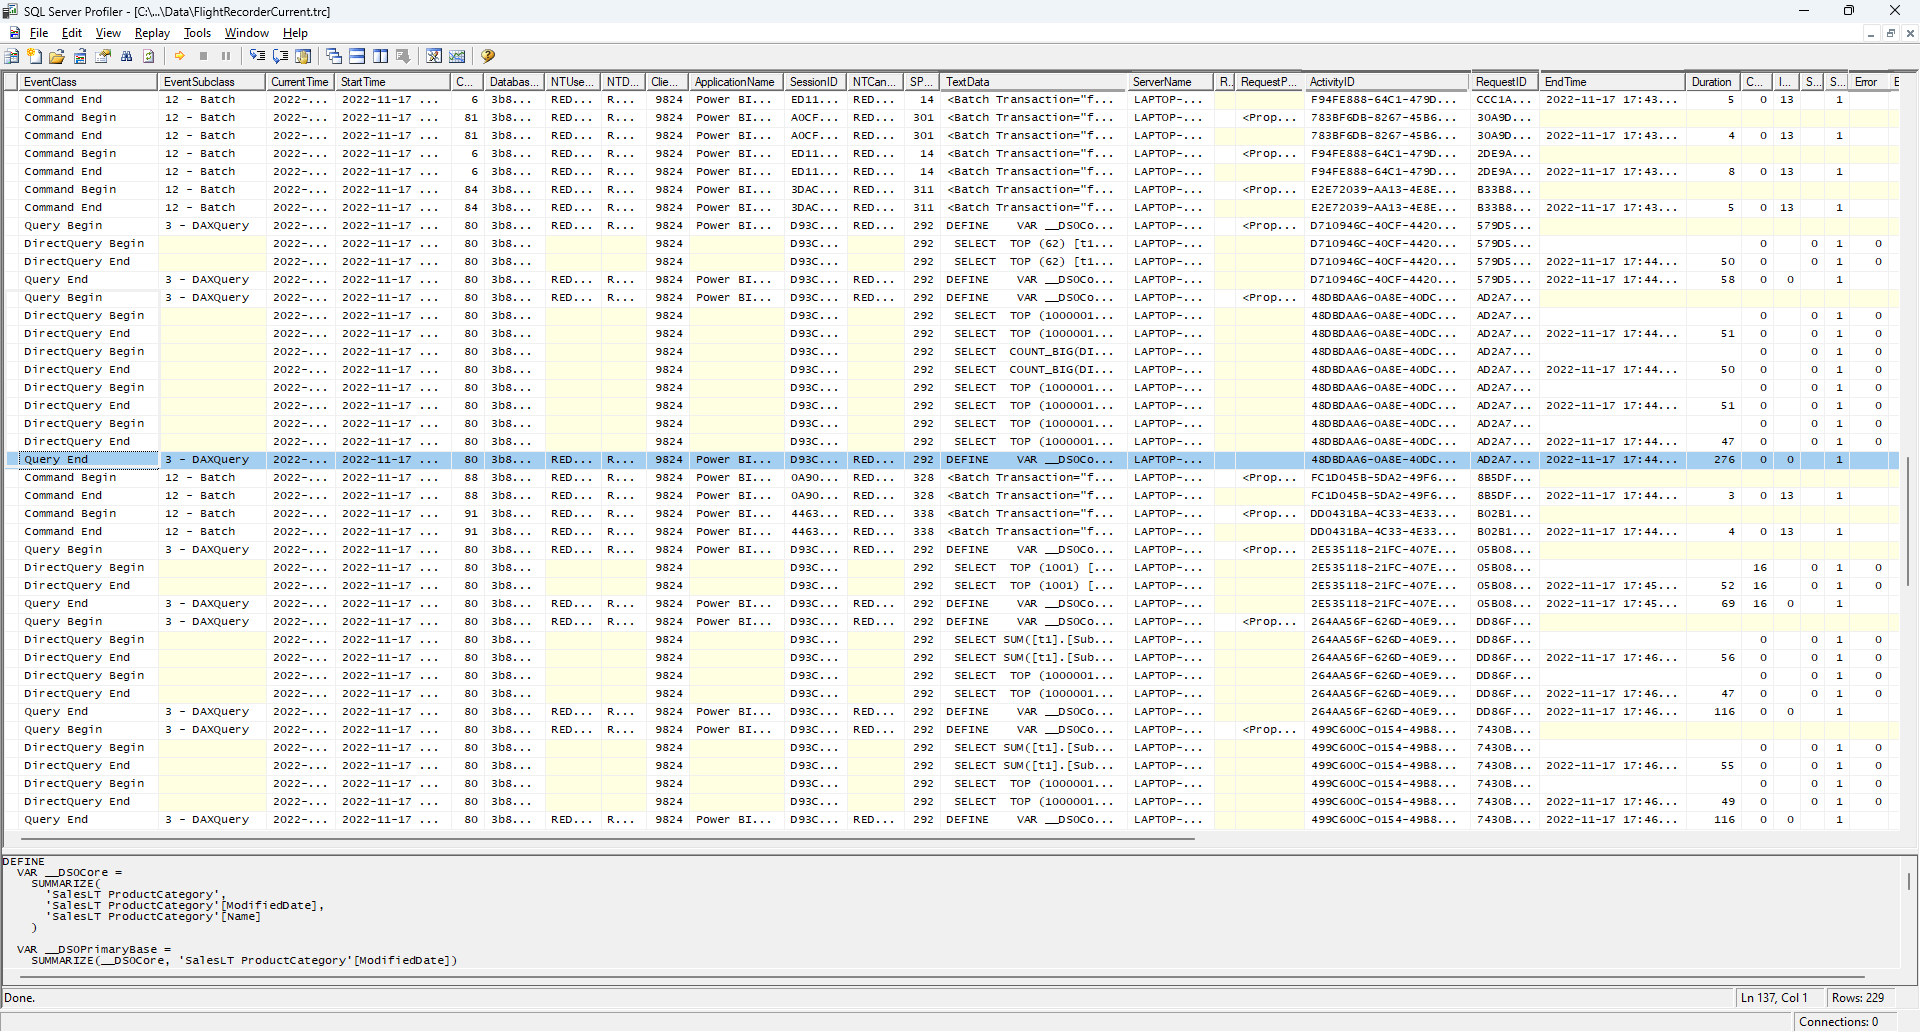 SQL Server Profiler - [C:\...\Data\FlightRecorderCurrent.trc]
File Edit View Replay Tools Window Help
EventClass EventSubclass CurrentTime StartTime C... Databas... NTUse... NTD... Clie... ApplicationName SessionID NTCan... SP... TextData ServerName R.. RequestP... ActivityID RequestID EndTime Duration C... I... S... S... Error E
Command End 12 - Batch 2022-... 2022-11-17 ... 6 3b8... RED... R... 9824 Power BI... ED11... RED... 14 <Batch Transaction="f... LAPTOP-... F94FE888-64C1-479D... CCC1A... 2022-11-17 17:43... 5 0 13 1
Command Begin 12 - Batch 2022-... 2022-11-17 ... 81 3b8... RED... R... 9824 Power BI... A0CF... RED... 301 <Batch Transaction="f... LAPTOP-... <Prop... 783BF6DB-8267-45B6... 30A9D...
Command End 12 - Batch 2022-... 2022-11-17 ... 81 3b8... RED... R... 9824 Power BI... A0CF... RED... 301 <Batch Transaction="f... LAPTOP-... 783BF6DB-8267-45B6... 30A9D... 2022-11-17 17:43... 4 0 13 1
Command Begin 12 - Batch 2022-... 2022-11-17 ... 6 3b8... RED... R... 9824 Power BI... ED11... RED... 14 <Batch Transaction="f... LAPTOP-... <Prop... F94FE888-64C1-479D... 2DE9A...
Command End 12 - Batch 2022-... 2022-11-17 ... 6 3b8... RED... R... 9824 Power BI... ED11... RED... 14 <Batch Transaction="f... LAPTOP-... F94FE888-64C1-479D... 2DE9A... 2022-11-17 17:43... 8 0 13 1
Command Begin 12 - Batch 2022-... 2022-11-17 ... 84 3b8... RED... R... 9824 Power BI... 3DAC... RED... 311 <Batch Transaction="f... LAPTOP-... <Prop... E2E72039-AA13-4E8E... B33B8...
Command End 12 - Batch 2022-... 2022-11-17 ... 84 3b8... RED... R... 9824 Power BI... 3DAC... RED... 311 <Batch Transaction="f... LAPTOP-... E2E72039-AA13-4E8E... B33B8... 2022-11-17 17:43... 5 0 13 1
Query Begin 3 - DAXQuery 2022-... 2022-11-17 ... 80 3b8... RED... R... 9824 Power BI... D93C... RED... 292 DEFINE VAR __DS0Co... LAPTOP-... <Prop... D710946C-40CF-4420... 579D5...
DirectQuery Begin 2022-... 2022-11-17 ... 80 3b8... 9824 D93C... 292 SELECT TOP (62) [t1... LAPTOP-... D710946C-40CF-4420... 579D5... 0 0 1 0
DirectQuery End 2022-... 2022-11-17 ... 80 3b8... 9824 D93C... 292 SELECT TOP (62) [t1... LAPTOP-... D710946C-40CF-4420... 579D5... 2022-11-17 17:44... 50 0 0 1 0
Query End 3 - DAXQuery 2022-... 2022-11-17 ... 80 3b8... RED... R... 9824 Power BI... D93C... RED... 292 DEFINE VAR __DS0Co... LAPTOP-... D710946C-40CF-4420... 579D5... 2022-11-17 17:44... 58 0 0 1
Query Begin 3 - DAXQuery 2022-... 2022-11-17 ... 80 3b8... RED... R... 9824 Power BI... D93C... RED... 292 DEFINE VAR __DS0Co... LAPTOP-... <Prop... 48DBDAA6-0A8E-40DC... AD2A7...
DirectQuery Begin 2022-... 2022-11-17 ... 80 3b8... 9824 D93C... 292 SELECT TOP (1000001... LAPTOP-... 48DBDAA6-0A8E-40DC... AD2A7... 0 0 1 0
DirectQuery End 2022-... 2022-11-17 ... 80 3b8... 9824 D93C... 292 SELECT TOP (1000001... LAPTOP-... 48DBDAA6-0A8E-40DC... AD2A7... 2022-11-17 17:44... 51 0 0 1 0
DirectQuery Begin 2022-... 2022-11-17 ... 80 3b8... 9824 D93C... 292 SELECT COUNT_BIG(DI... LAPTOP-... 48DBDAA6-0A8E-40DC... AD2A7... 0 0 1 0
DirectQuery End 2022-... 2022-11-17 ... 80 3b8... 9824 D93C... 292 SELECT COUNT_BIG(DI... LAPTOP-... 48DBDAA6-0A8E-40DC... AD2A7... 2022-11-17 17:44... 50 0 0 1 0
DirectQuery Begin 2022-... 2022-11-17 ... 80 3b8... 9824 D93C... 292 SELECT TOP (1000001... LAPTOP-... 48DBDAA6-0A8E-40DC... AD2A7... 0 0 1 0
DirectQuery End 2022-... 2022-11-17 ... 80 3b8... 9824 D93C... 292 SELECT TOP (1000001... LAPTOP-... 48DBDAA6-0A8E-40DC... AD2A7... 2022-11-17 17:44... 51 0 0 1 0
DirectQuery Begin 2022-... 2022-11-17 ... 80 3b8... 9824 D93C... 292 SELECT TOP (1000001... LAPTOP-... 48DBDAA6-0A8E-40DC... AD2A7... 0 0 1 0
DirectQuery End 2022-... 2022-11-17 ... 80 3b8... 9824 D93C... 292 SELECT TOP (1000001... LAPTOP-... 48DBDAA6-0A8E-40DC... AD2A7... 2022-11-17 17:44... 47 0 0 1 0
Query End 3 - DAXQuery 2022-... 2022-11-17 ... 80 3b8... RED... R... 9824 Power BI... D93C... RED... 292 DEFINE VAR __DS0Co... LAPTOP-... 48DBDAA6-0A8E-40DC... AD2A7... 2022-11-17 17:44... 276 0 0 1
Command Begin 12 - Batch 2022-... 2022-11-17 ... 88 3b8... RED... R... 9824 Power BI... 0A90... RED... 328 <Batch Transaction="f... LAPTOP-... <Prop... FC1D045B-5DA2-49F6... 8B5DF...
Command End 12 - Batch 2022-... 2022-11-17 ... 88 3b8... RED... R... 9824 Power BI... 0A90... RED... 328 <Batch Transaction="f... LAPTOP-... FC1D045B-5DA2-49F6... 8B5DF... 2022-11-17 17:44... 3 0 13 1
Command Begin 12 - Batch 2022-... 2022-11-17 ... 91 3b8... RED... R... 9824 Power BI... 4463... RED... 338 <Batch Transaction="f... LAPTOP-... <Prop... DD0431BA-4C33-4E33... B02B1...
Command End 12 - Batch 2022-... 2022-11-17 ... 91 3b8... RED... R... 9824 Power BI... 4463... RED... 338 <Batch Transaction="f... LAPTOP-... DD0431BA-4C33-4E33... B02B1... 2022-11-17 17:44... 4 0 13 1
Query Begin 3 - DAXQuery 2022-... 2022-11-17 ... 80 3b8... RED... R... 9824 Power BI... D93C... RED... 292 DEFINE VAR __DS0Co... LAPTOP-... <Prop... 2E535118-21FC-407E... 05B08...
DirectQuery Begin 2022-... 2022-11-17 ... 80 3b8... 9824 D93C... 292 SELECT TOP (1001) [... LAPTOP-... 2E535118-21FC-407E... 05B08... 16 0 1 0
DirectQuery End 2022-... 2022-11-17 ... 80 3b8... 9824 D93C... 292 SELECT TOP (1001) [... LAPTOP-... 2E535118-21FC-407E... 05B08... 2022-11-17 17:45... 52 16 0 1 0
Query End 3 - DAXQuery 2022-... 2022-11-17 ... 80 3b8... RED... R... 9824 Power BI... D93C... RED... 292 DEFINE VAR __DS0Co... LAPTOP-... 2E535118-21FC-407E... 05B08... 2022-11-17 17:45... 69 16 0 1
Query Begin 3 - DAXQuery 2022-... 2022-11-17 ... 80 3b8... RED... R... 9824 Power BI... D93C... RED... 292 DEFINE VAR __DS0Co... LAPTOP-... <Prop... 264AA56F-626D-40E9... DD86F...
DirectQuery Begin 2022-... 2022-11-17 ... 80 3b8... 9824 D93C... 292 SELECT SUM([t1].[Sub... LAPTOP-... 264AA56F-626D-40E9... DD86F... 0 0 1 0
DirectQuery End 2022-... 2022-11-17 ... 80 3b8... 9824 D93C... 292 SELECT SUM([t1].[Sub... LAPTOP-... 264AA56F-626D-40E9... DD86F... 2022-11-17 17:46... 56 0 0 1 0
DirectQuery Begin 2022-... 2022-11-17 ... 80 3b8... 9824 D93C... 292 SELECT TOP (1000001... LAPTOP-... 264AA56F-626D-40E9... DD86F... 0 0 1 0
DirectQuery End 2022-... 2022-11-17 ... 80 3b8... 9824 D93C... 292 SELECT TOP (1000001... LAPTOP-... 264AA56F-626D-40E9... DD86F... 2022-11-17 17:46... 47 0 0 1 0
Query End 3 - DAXQuery 2022-... 2022-11-17 ... 80 3b8... RED... R... 9824 Power BI... D93C... RED... 292 DEFINE VAR __DS0Co... LAPTOP-... 264AA56F-626D-40E9... DD86F... 2022-11-17 17:46... 116 0 0 1
Query Begin 3 - DAXQuery 2022-... 2022-11-17 ... 80 3b8... RED... R... 9824 Power BI... D93C... RED... 292 DEFINE VAR __DS0Co... LAPTOP-... <Prop... 499C600C-0154-49B8... 7430B...
DirectQuery Begin 2022-... 2022-11-17 ... 80 3b8... 9824 D93C... 292 SELECT SUM([t1].[Sub... LAPTOP-... 499C600C-0154-49B8... 7430B... 0 0 1 0
DirectQuery End 2022-... 2022-11-17 ... 80 3b8... 9824 D93C... 292 SELECT SUM([t1].[Sub... LAPTOP-... 499C600C-0154-49B8... 7430B... 2022-11-17 17:46... 55 0 0 1 0
DirectQuery Begin 2022-... 2022-11-17 ... 80 3b8... 9824 D93C... 292 SELECT TOP (1000001... LAPTOP-... 499C600C-0154-49B8... 7430B... 0 0 1 0
DirectQuery End 2022-... 2022-11-17 ... 80 3b8... 9824 D93C... 292 SELECT TOP (1000001... LAPTOP-... 499C600C-0154-49B8... 7430B... 2022-11-17 17:46... 49 0 0 1 0
Query End 3 - DAXQuery 2022-... 2022-11-17 ... 80 3b8... RED... R... 9824 Power BI... D93C... RED... 292 DEFINE VAR __DS0Co... LAPTOP-... 499C600C-0154-49B8... 7430B... 2022-11-17 17:46... 116 0 0 1
DEFINE
VAR __DS0Core =
SUMMARIZE(
'SalesLT ProductCategory',
'SalesLT ProductCategory'[ModifiedDate],
'SalesLT ProductCategory'[Name]
)
VAR __DS0PrimaryBase =
SUMMARIZE(__DS0Core, 'SalesLT ProductCategory'[ModifiedDate])
Done. Ln 137, Col 1 Rows: 229
Connections: 0